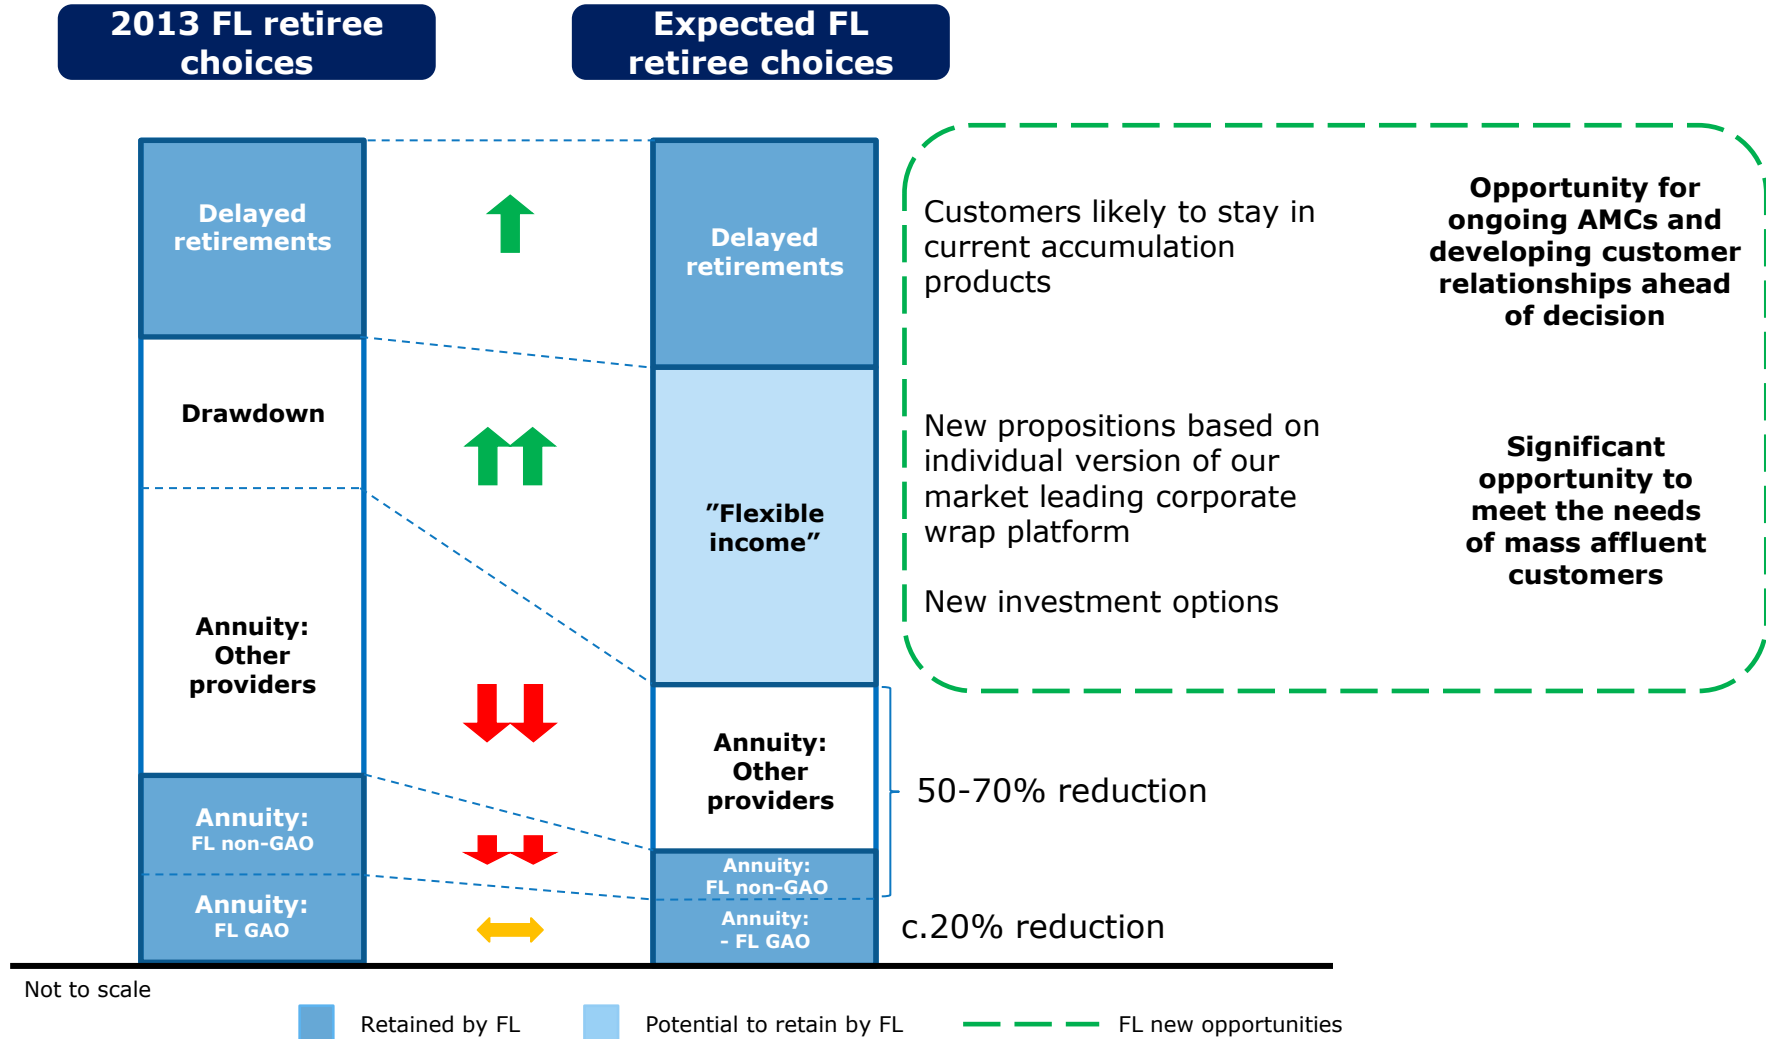 2013 FL retiree
choices
Expected FL
retiree choices
Delayed
retirements
Drawdown
Annuity:
Other
providers
Annuity:
FL non-GAO
Annuity:
FL GAO
Delayed
retirements
”Flexible
income”
Annuity:
Other
providers
Annuity:
FL non-GAO
Annuity:
- FL GAO
Customers likely to stay in
current accumulation
products
Opportunity for
ongoing AMCs and
developing customer
relationships ahead
of decision
New propositions based on
individual version of our
market leading corporate
wrap platform
New investment options
Significant
opportunity to
meet the needs
of mass affluent
customers
50-70% reduction
c.20% reduction
Not to scale
Retained by FL
Potential to retain by FL
FL new opportunities